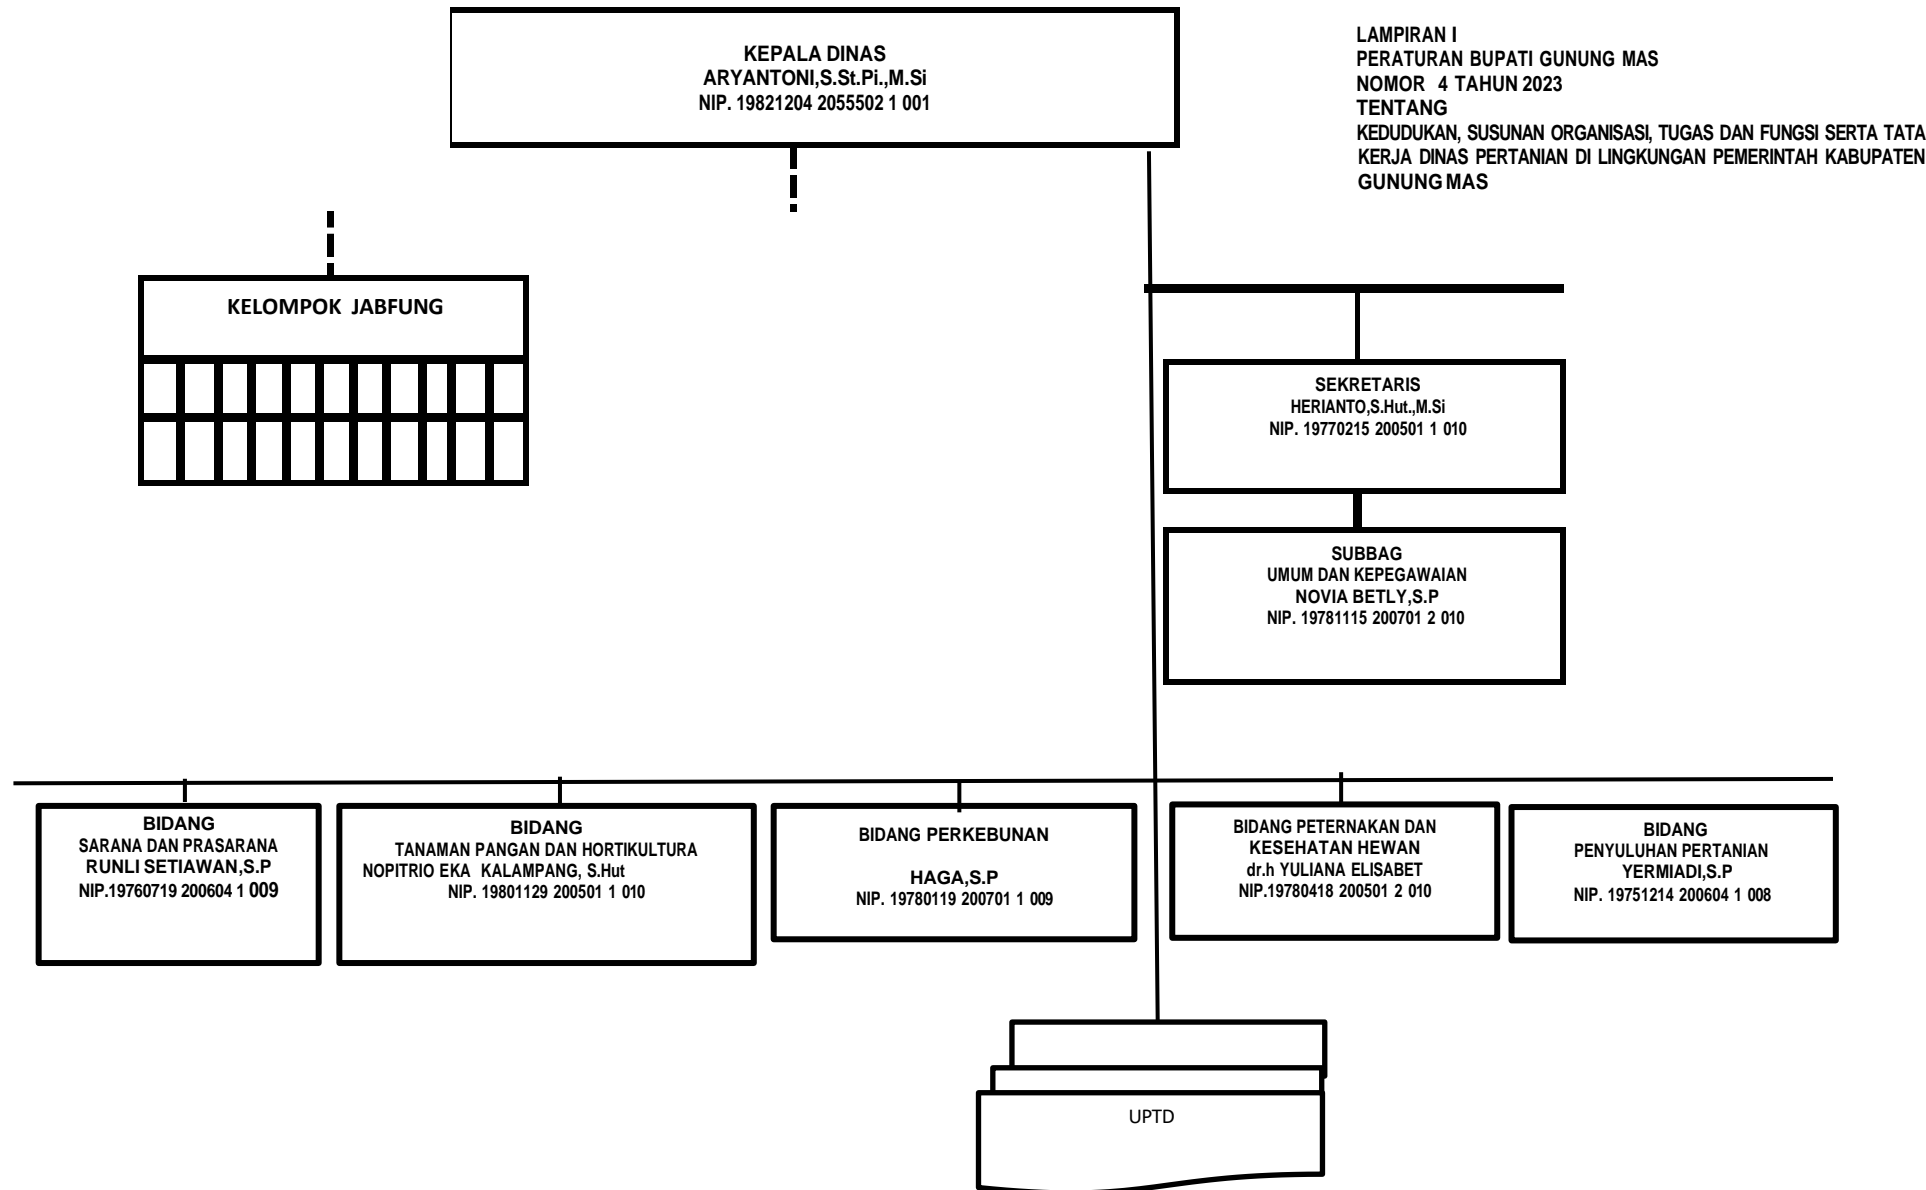 KEPALA DINAS
ARYANTONI,S.St.Pi.,M.Si
NIP. 19821204 2055502 1 001
LAMPIRAN I
PERATURAN BUPATI GUNUNG MAS
NOMOR 4 TAHUN 2023
TENTANG
KEDUDUKAN, SUSUNAN ORGANISASI, TUGAS DAN FUNGSI SERTA TATA
KERJA DINAS PERTANIAN DI LINGKUNGAN PEMERINTAH KABUPATEN
GUNUNG MAS
KELOMPOK JABFUNG
SEKRETARIS
HERIANTO,S.Hut.,M.Si
NIP. 19770215 200501 1 010
SUBBAG
UMUM DAN KEPEGAWAIAN
NOVIA BETLY,S.P
NIP. 19781115 200701 2 010
BIDANG
SARANA DAN PRASARANA
RUNLI SETIAWAN,S.P
NIP.19760719 200604 1 009
BIDANG
TANAMAN PANGAN DAN HORTIKULTURA
NOPITRIO EKA KALAMPANG, S.Hut
NIP. 19801129 200501 1 010
BIDANG PERKEBUNAN
HAGA,S.P
NIP. 19780119 200701 1 009
BIDANG PETERNAKAN DAN
KESEHATAN HEWAN
dr.h YULIANA ELISABET
NIP.19780418 200501 2 010
BIDANG
PENYULUHAN PERTANIAN
YERMIADI,S.P
NIP. 19751214 200604 1 008
UPTD